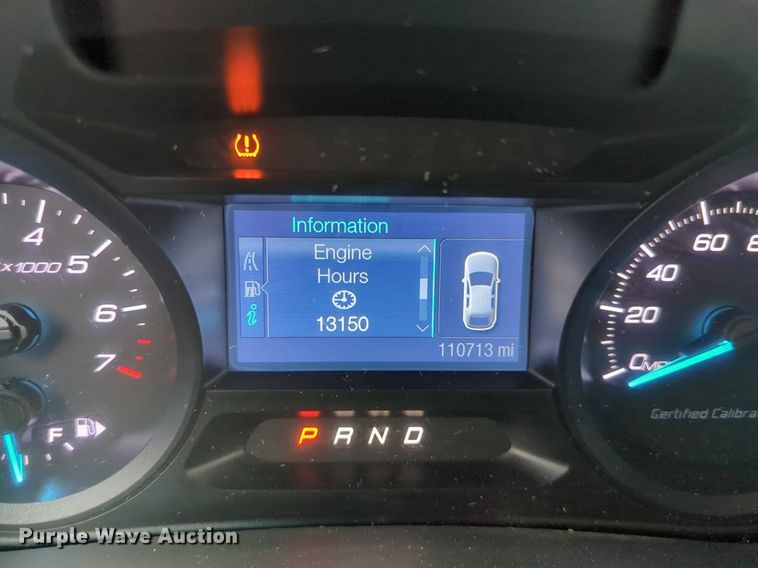 Information
Engine
Hours
13150
110713 mi
4
x1000 5
6
7
F
P R N D
60 8
40
20
0
Certified Calibra
Purple Wave Auction